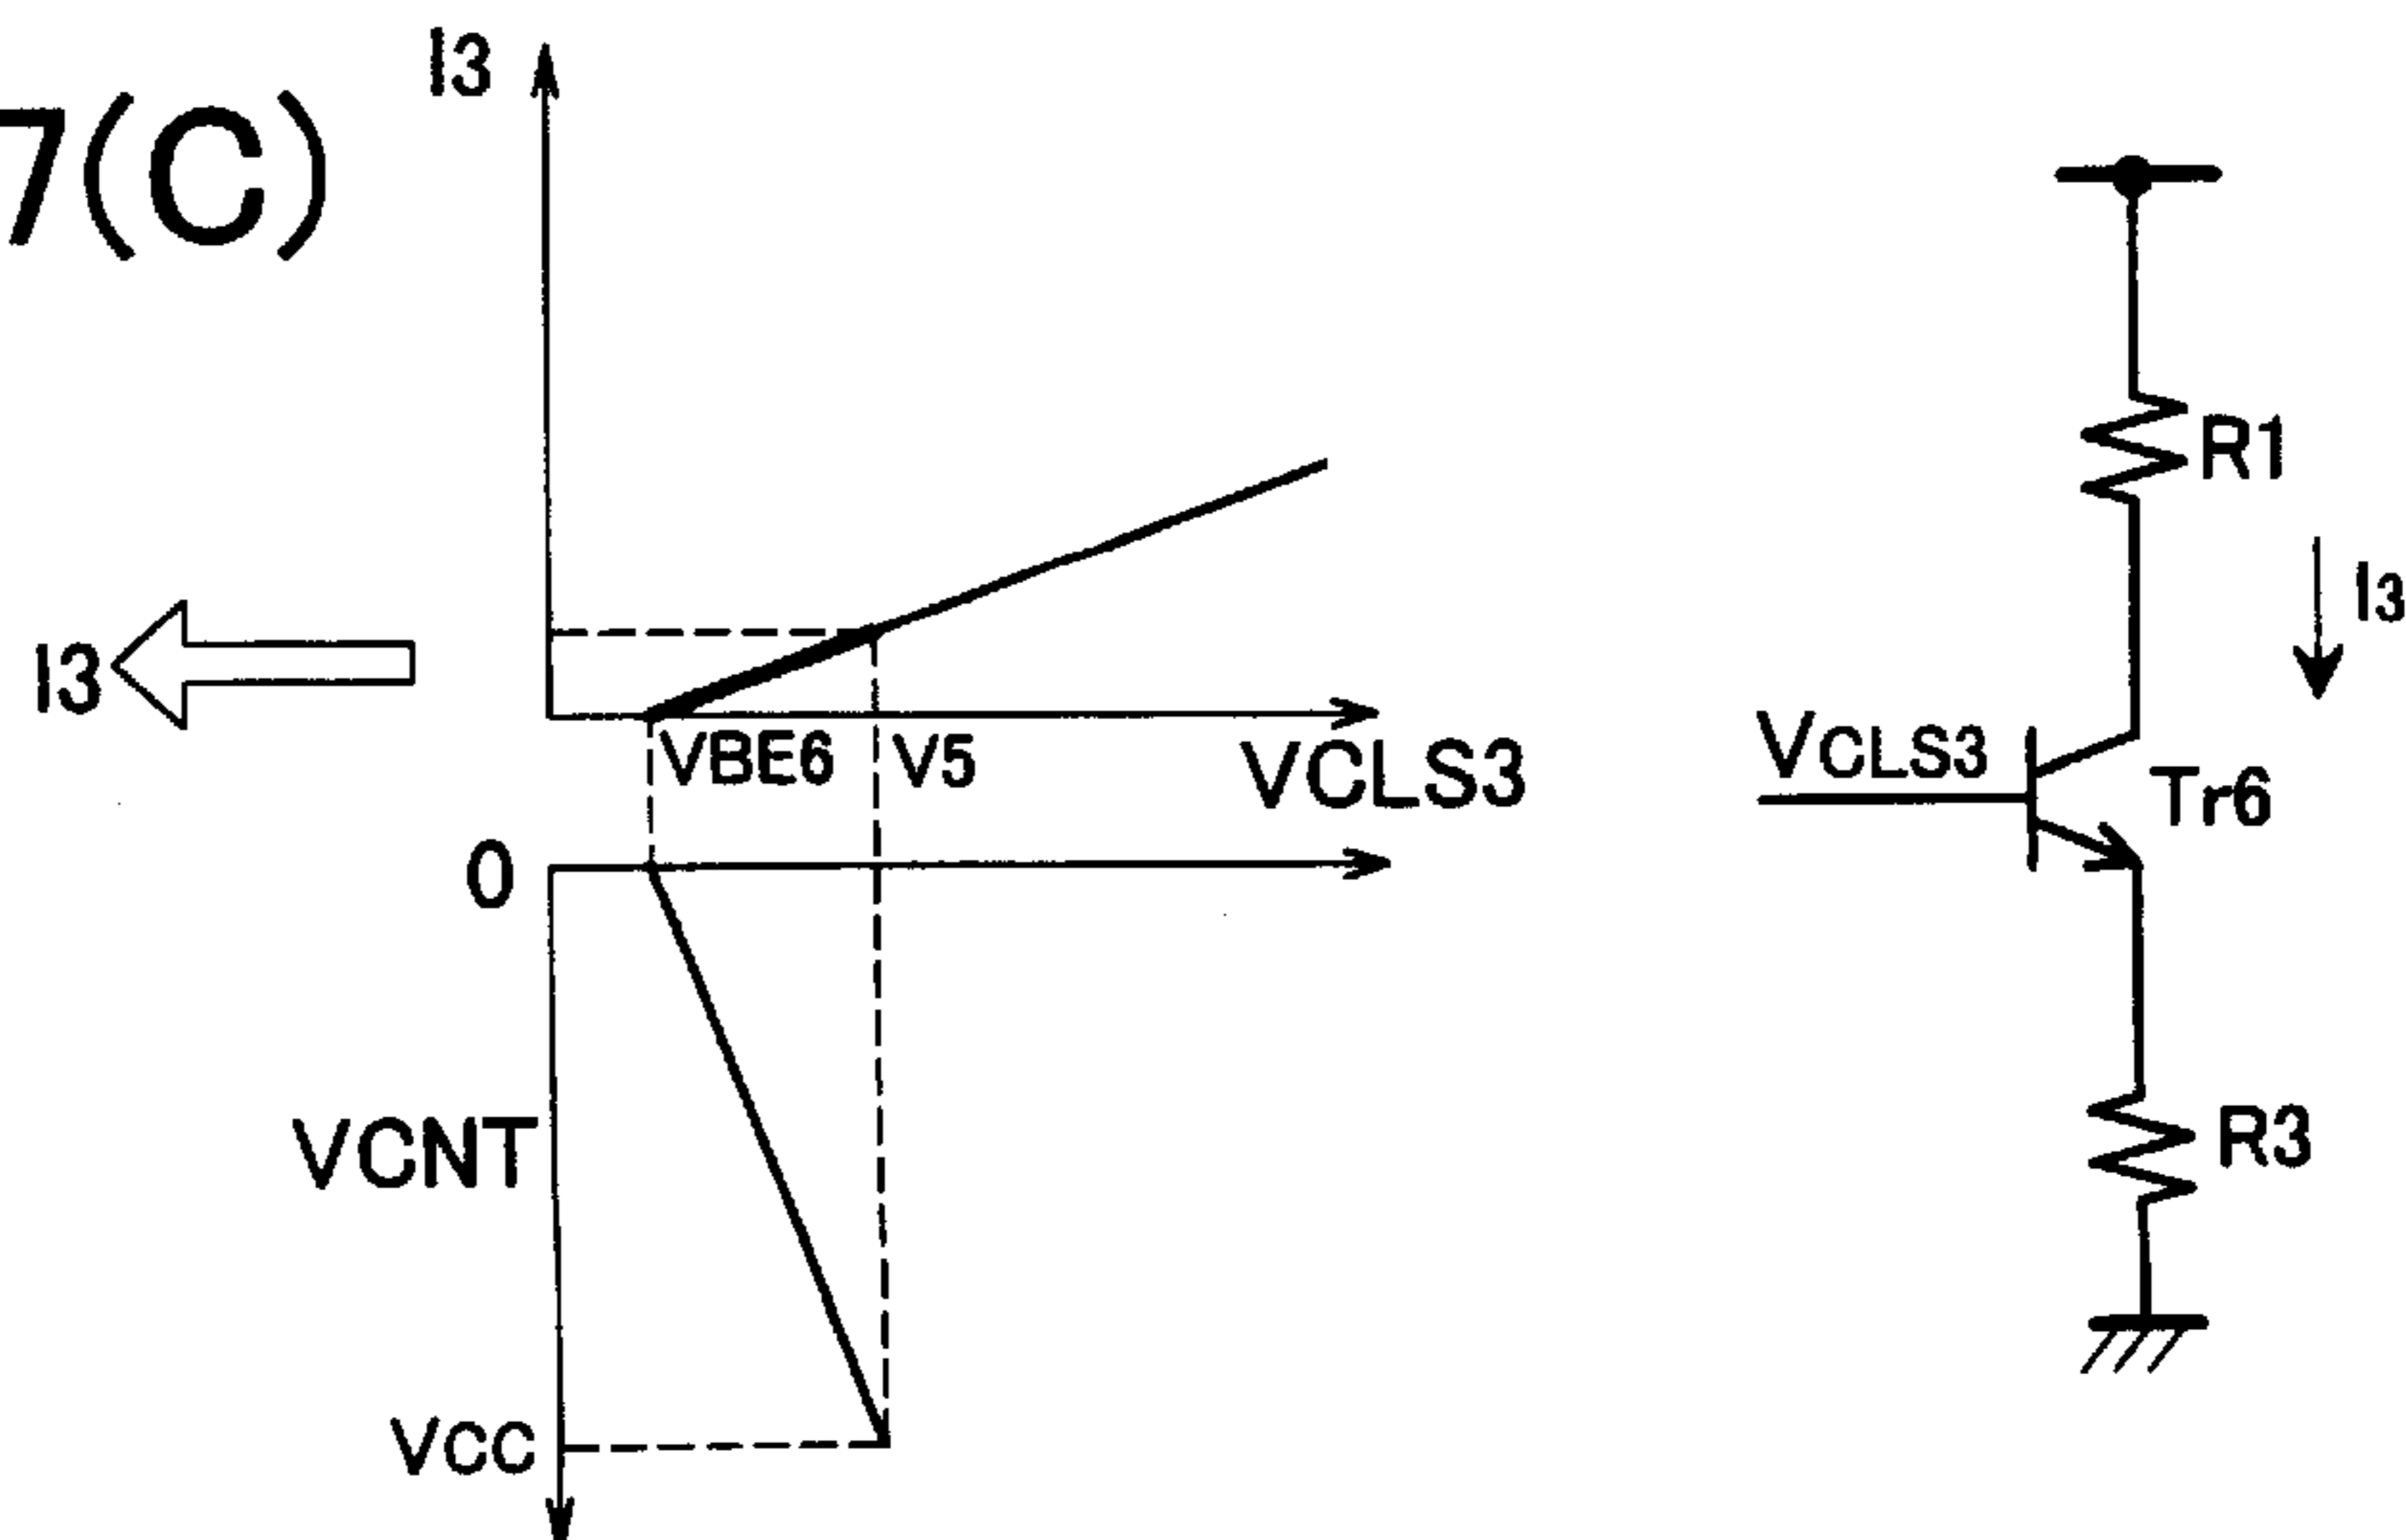 7(C)
I3
I3
VBE6
V5
VCLS3
0
VCNT
VCC
R1
I3
VCLS3
Tr6
R3